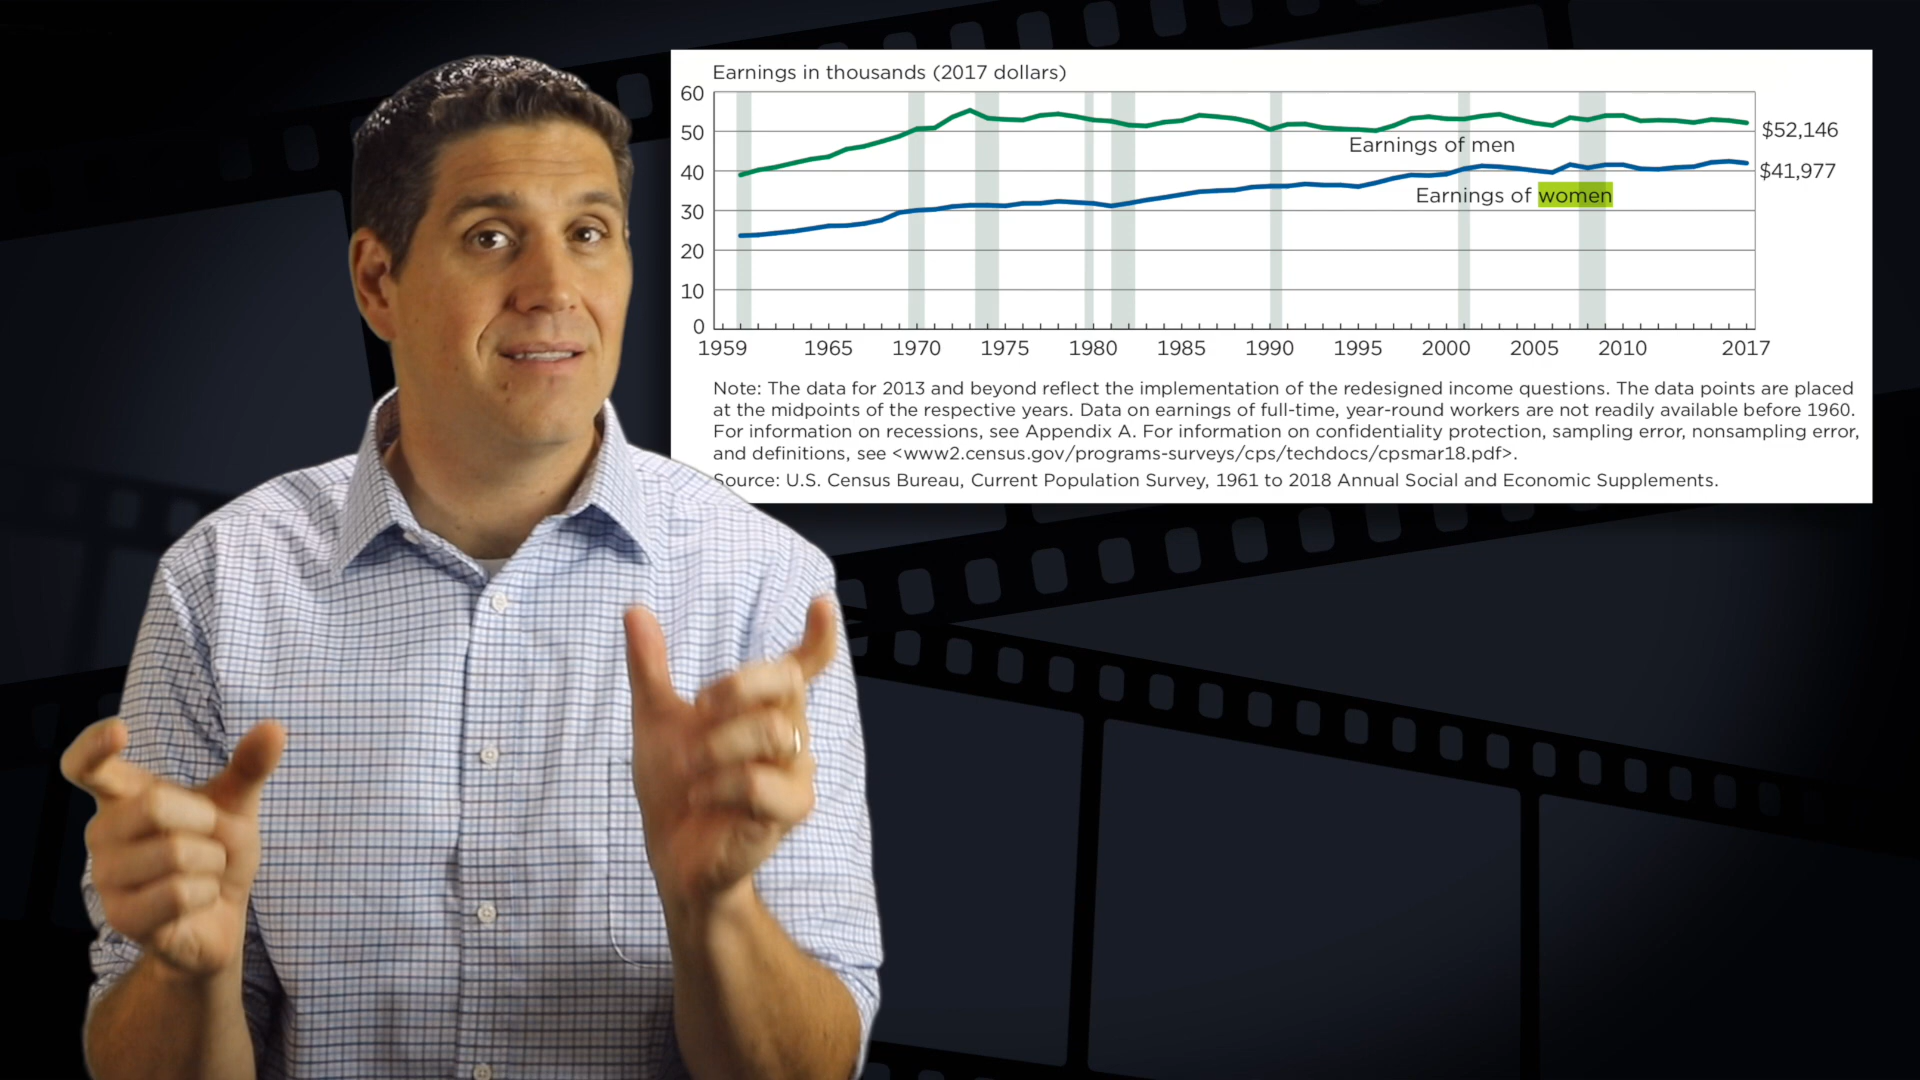 Earnings in thousands (2017 dollars)
60
50
40
30
20
10
0
$52,146
$41,977
Earnings of men
Earnings of women
1959 1965 1970 1975 1980 1985 1990 1995 2000 2005 2010 2017
Note: The data for 2013 and beyond reflect the implementation of the redesigned income questions. The data points are placed
at the midpoints of the respective years. Data on earnings of full-time, year-round workers are not readily available before 1960.
For information on recessions, see Appendix A. For information on confidentiality protection, sampling error, nonsampling error,
and definitions, see <www2.census.gov/programs-surveys/cps/techdocs/cpsmar18.pdf>.
Source: U.S. Census Bureau, Current Population Survey, 1961 to 2018 Annual Social and Economic Supplements.